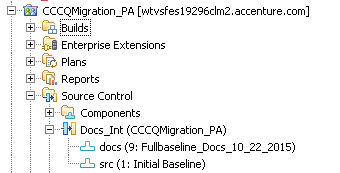 CCCQMigration_PA [wtvsfes19296clm2.accenture.com]
Builds
Enterprise Extensions
Plans
Reports
Source Control
Components
Docs_Int (CCCQMigration_PA)
docs (9: Fullbaseline_Docs_10_22_2015)
src (1: Initial Baseline)